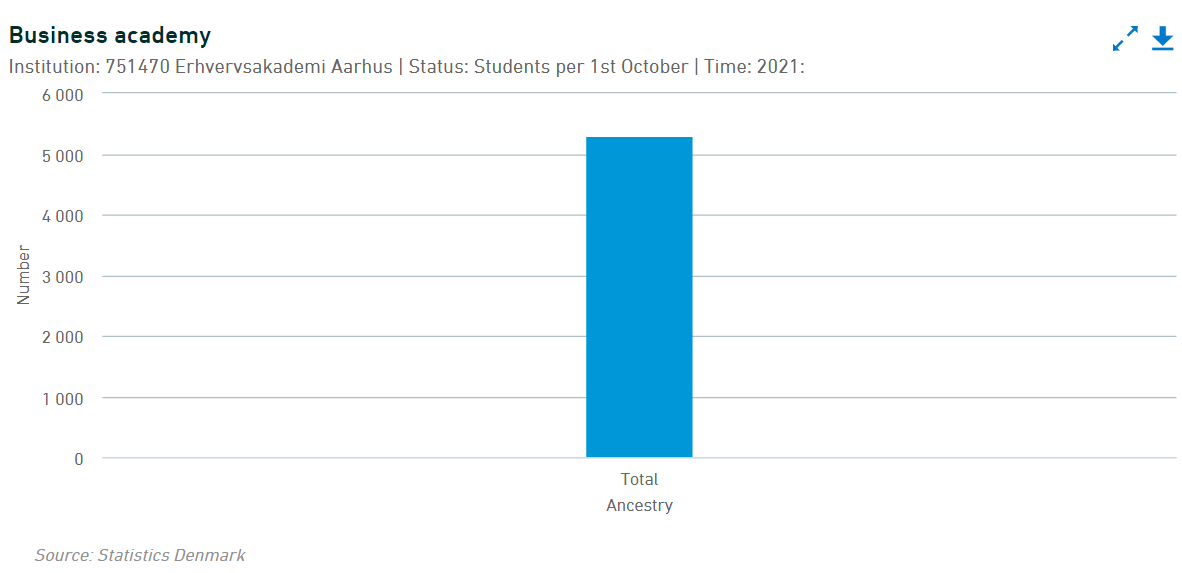 Business academy
Institution: 751470 Erhvervsakademi Aarhus | Status: Students per 1st October | Time: 2021:
6 000
5 000
4 000
3 000
2 000
1 000
0
Number
Total
Ancestry
Source: Statistics Denmark